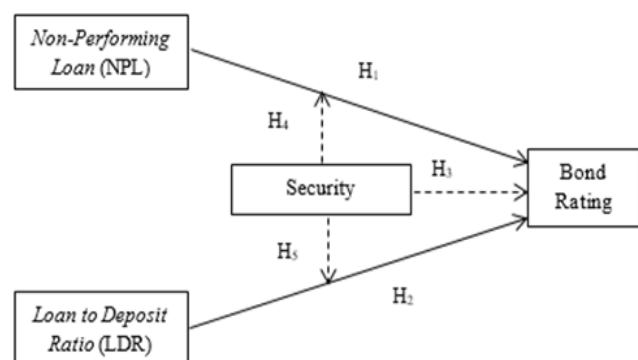 Non-Performing
Loan (NPL)
H₁
H₄
Security
H₃
Bond
Rating
H₅
H₂
Loan to Deposit
Ratio (LDR)